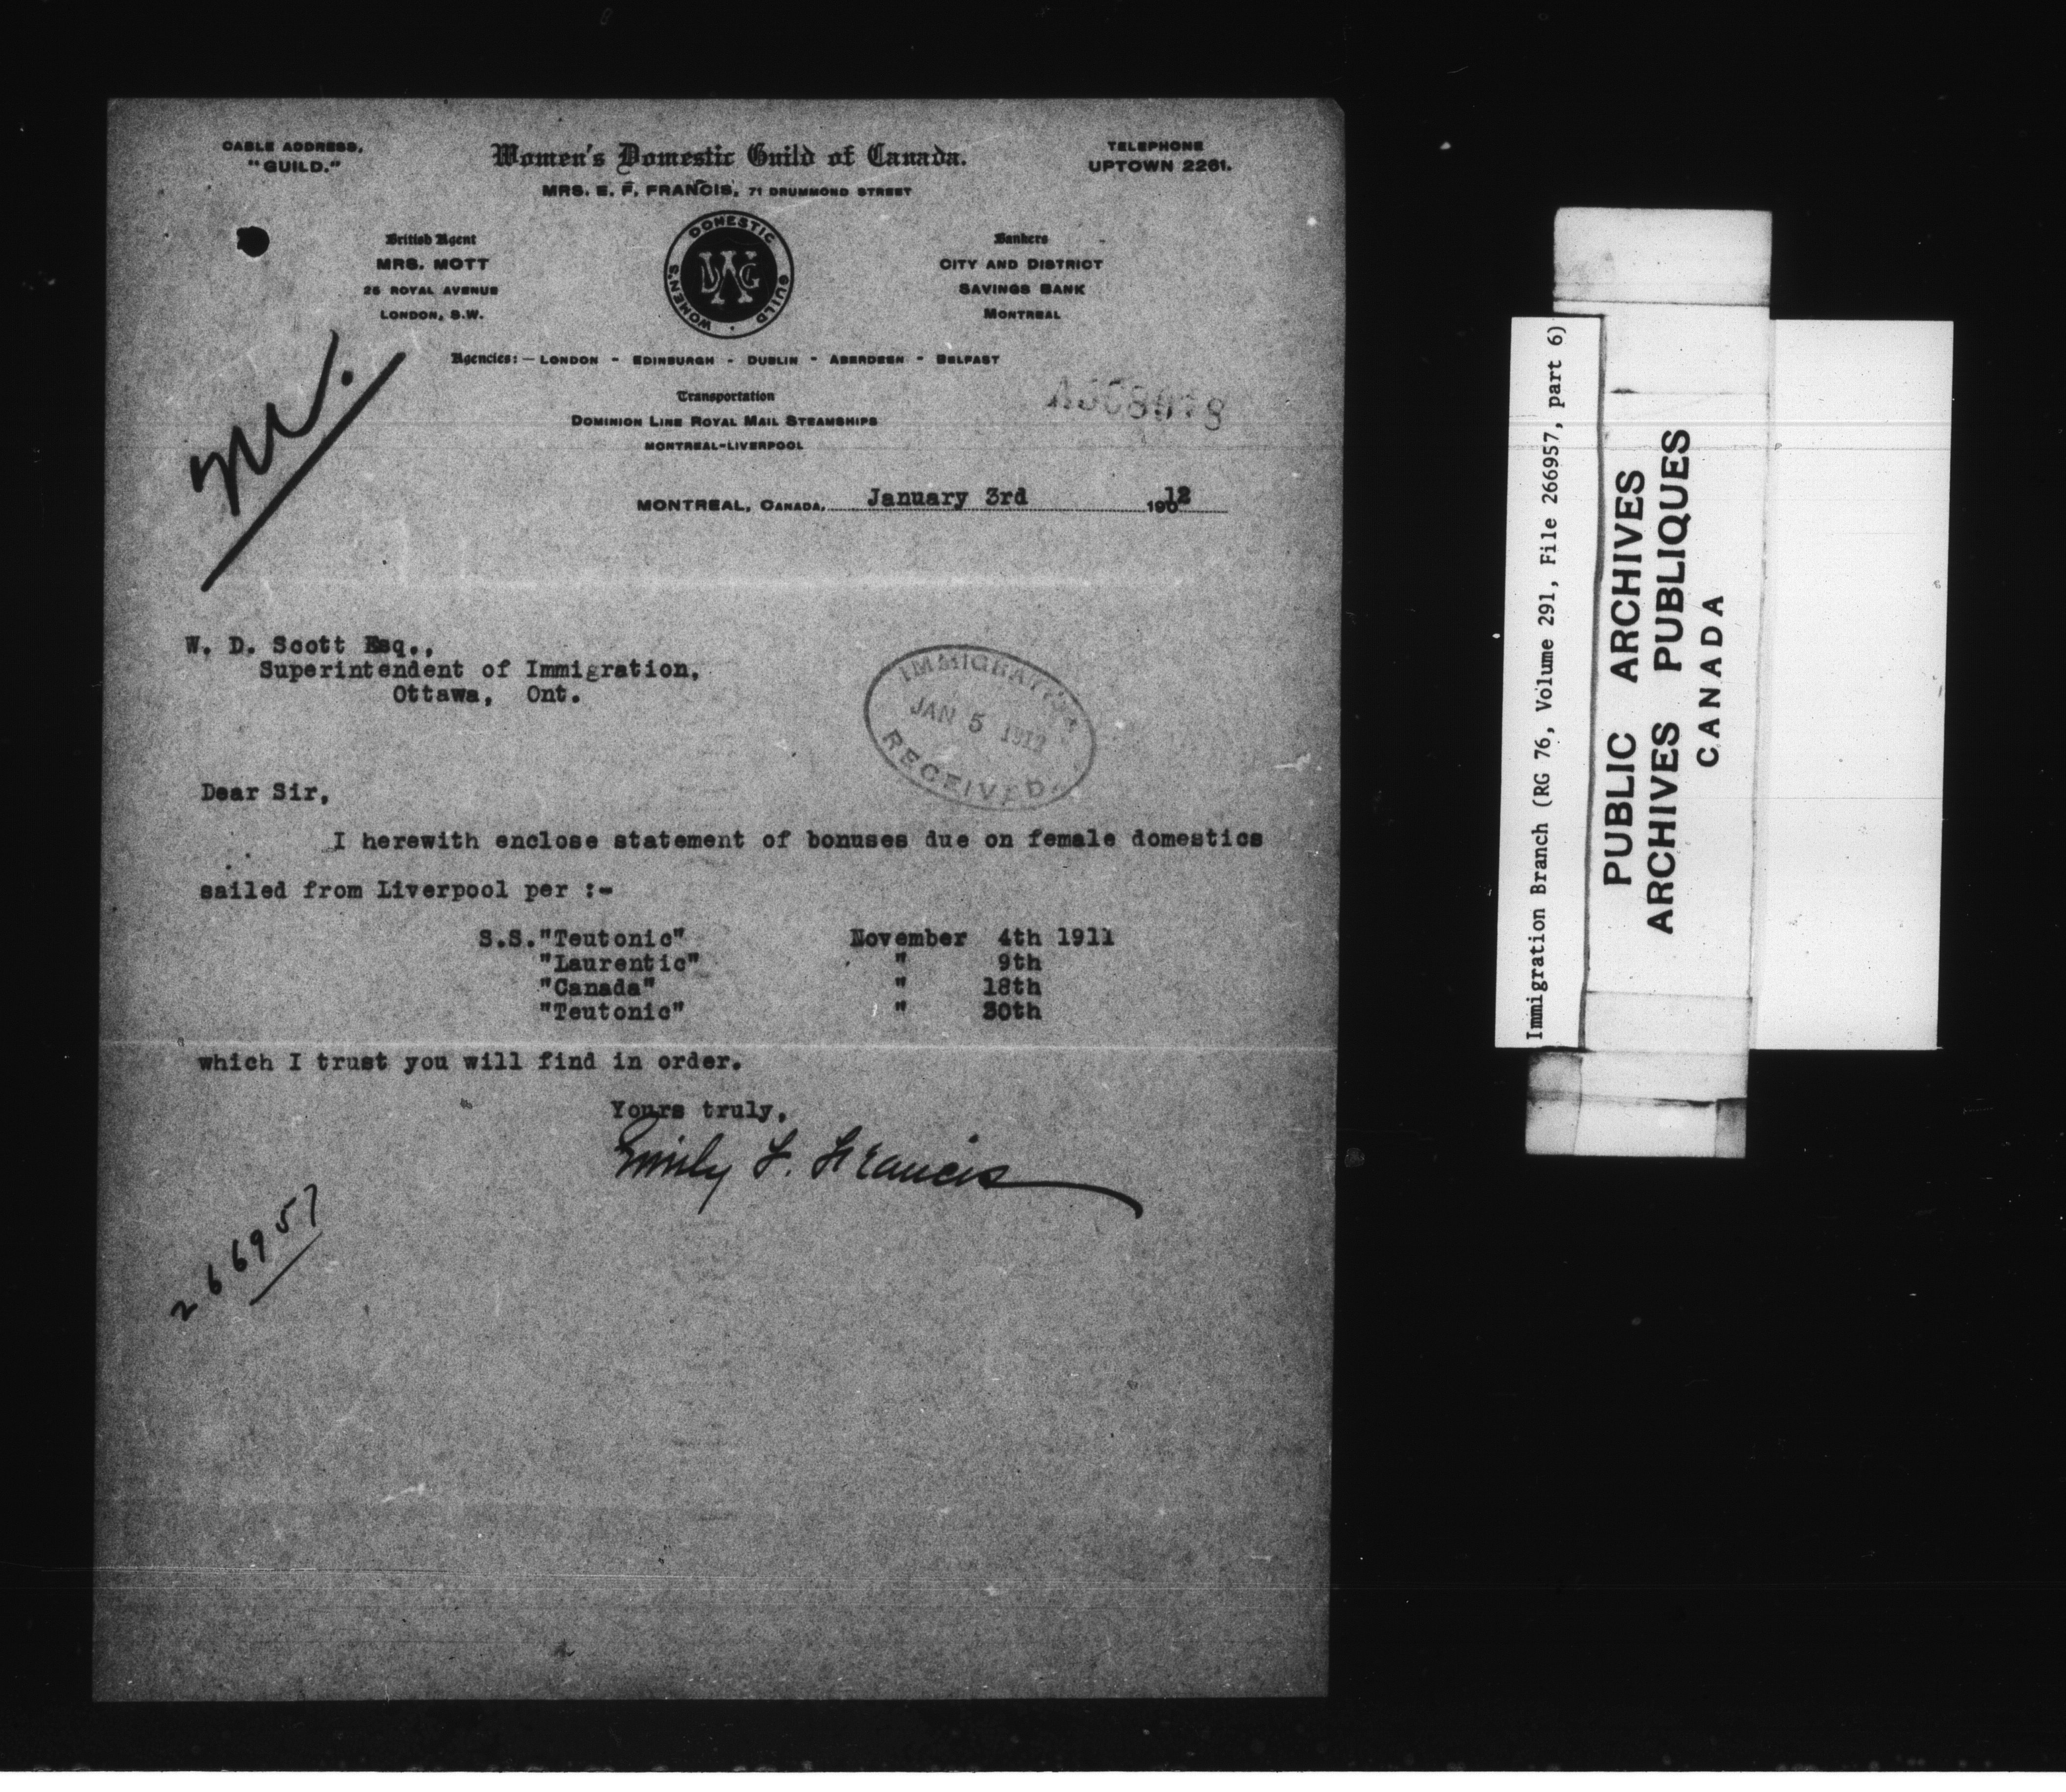 CABLE ADDRESS,
"GUILD."
Women's Domestic Guild of Canada.
MRS. E. F. FRANCIS, 71 DRUMMOND STREET
TELEPHONE
UPTOWN 2261.
British Agent
MRS. MOTT
25 ROYAL AVENUE
LONDON, S.W.
WOMEN'S DOMESTIC GUILD
WDG
Bankers
CITY AND DISTRICT
SAVINGS BANK
MONTREAL
Agencies:— LONDON - EDINBURGH - DUBLIN - ABERDEEN - BELFAST
Transportation
DOMINION LINE ROYAL MAIL STEAMSHIPS
MONTREAL-LIVERPOOL
MONTREAL, CANADA, January 3rd 19012
W. D. Scott Esq.,
Superintendent of Immigration,
Ottawa, Ont.
IMMIGRATION
JAN 5 1912
RECEIVED
Dear Sir,
I herewith enclose statement of bonuses due on female domestics
sailed from Liverpool per :-
S.S."Teutonic" November 4th 1911
"Laurentic" " 9th
"Canada" " 18th
"Teutonic" " 30th
which I trust you will find in order.
Yours truly,
Emily F. Francis
266957
Immigration Branch (RG 76, Volume 291, File 266957, part 6)
PUBLIC ARCHIVES
ARCHIVES PUBLIQUES
CANADA